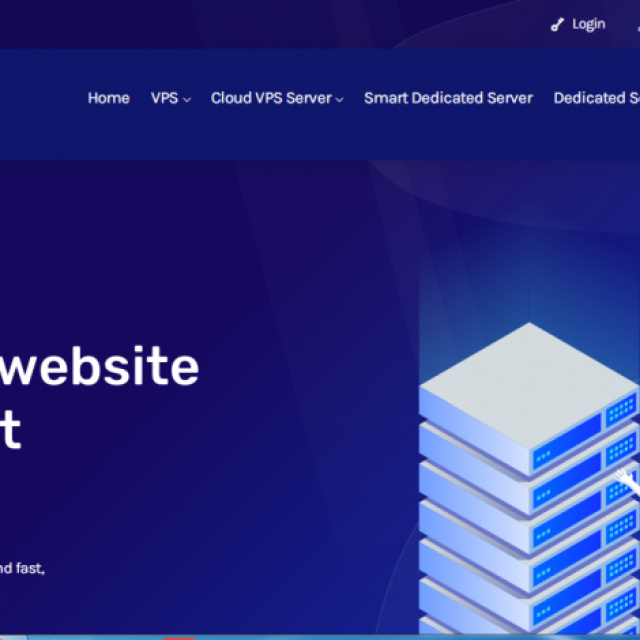 Login
Home VPS Cloud VPS Server Smart Dedicated Server Dedicated
website
t
nd fast,